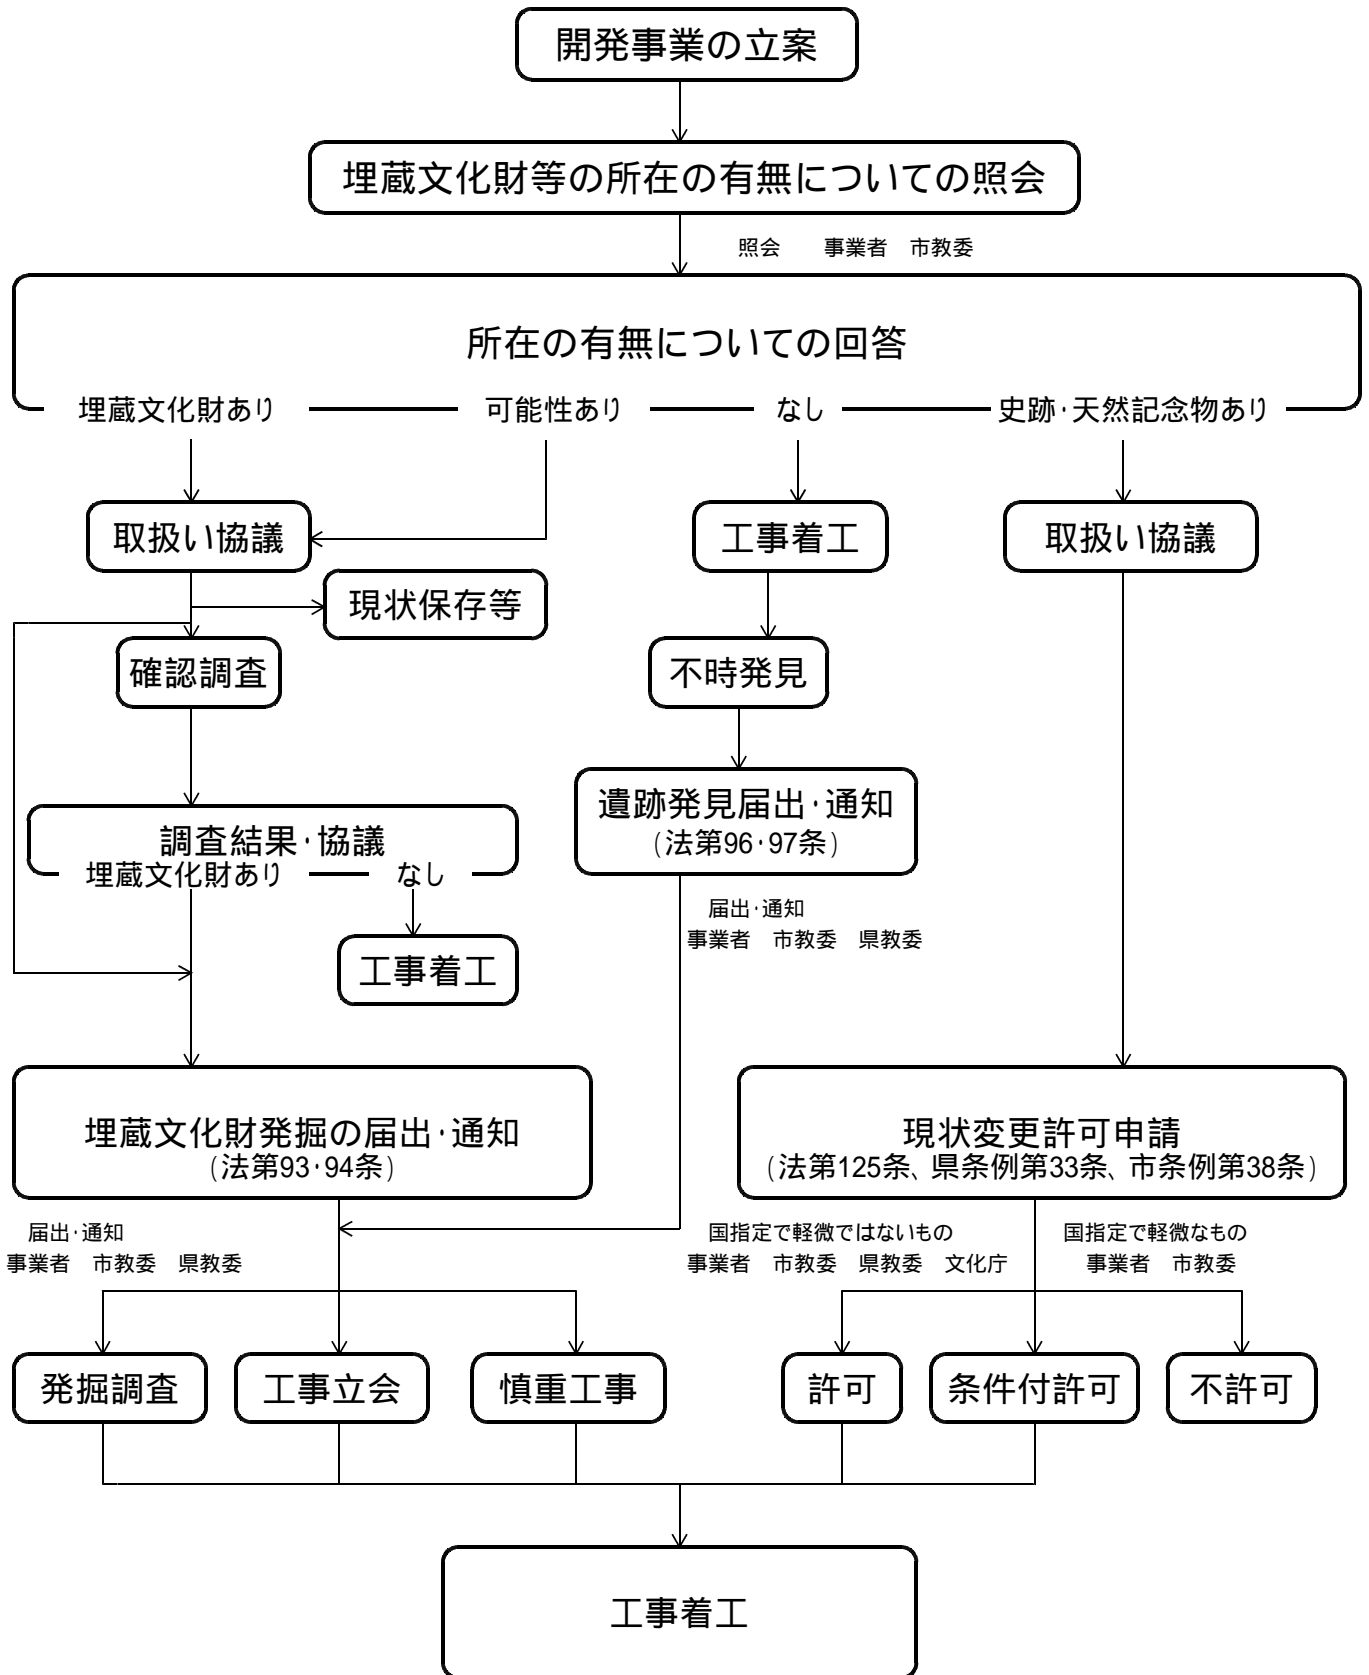 開発事業の立案
埋蔵文化財等の所在の有無についての照会
照会　　事業者　市教委
所在の有無についての回答
埋蔵文化財あり　可能性あり　なし　史跡・天然記念物あり
取扱い協議　工事着工　取扱い協議
現状保存等
確認調査　不時発見
遺跡発見届出・通知
(法第96・97条)
調査結果・協議
埋蔵文化財あり　なし
届出・通知
事業者　市教委　県教委
工事着工
埋蔵文化財発掘の届出・通知
(法第93・94条)
現状変更許可申請
(法第125条、県条例第33条、市条例第38条)
届出・通知
事業者　市教委　県教委
国指定で軽微ではないもの
事業者　市教委　県教委　文化庁
国指定で軽微なもの
事業者　市教委
発掘調査　工事立会　慎重工事　許可　条件付許可　不許可
工事着工